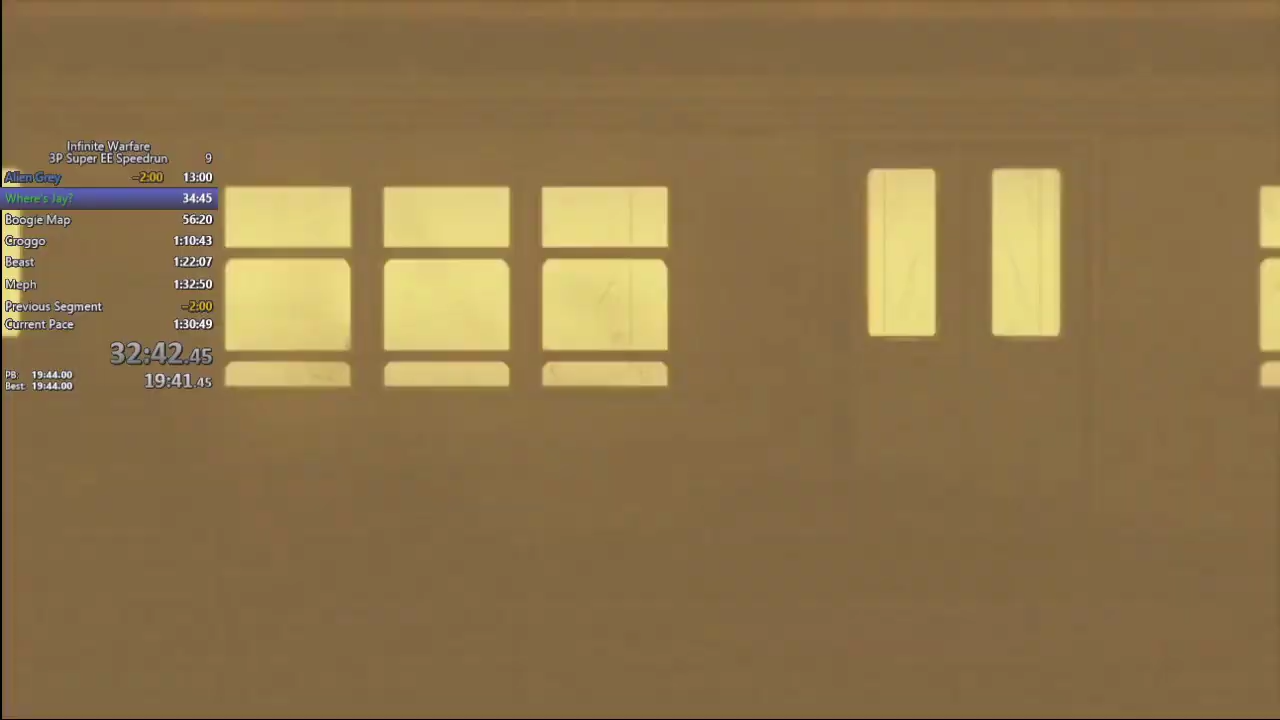 Infinite Warfare
3P Super EE Speedrun 9
Alien Grey −2:00 13:00
Where's Jay? 34:45
Boogie Map 56:20
Croggo 1:10:43
Beast 1:22:07
Meph 1:32:50
Previous Segment −2:00
Current Pace 1:30:49
32:42.45
PB: 19:44.00
Best: 19:44.00
19:41.45